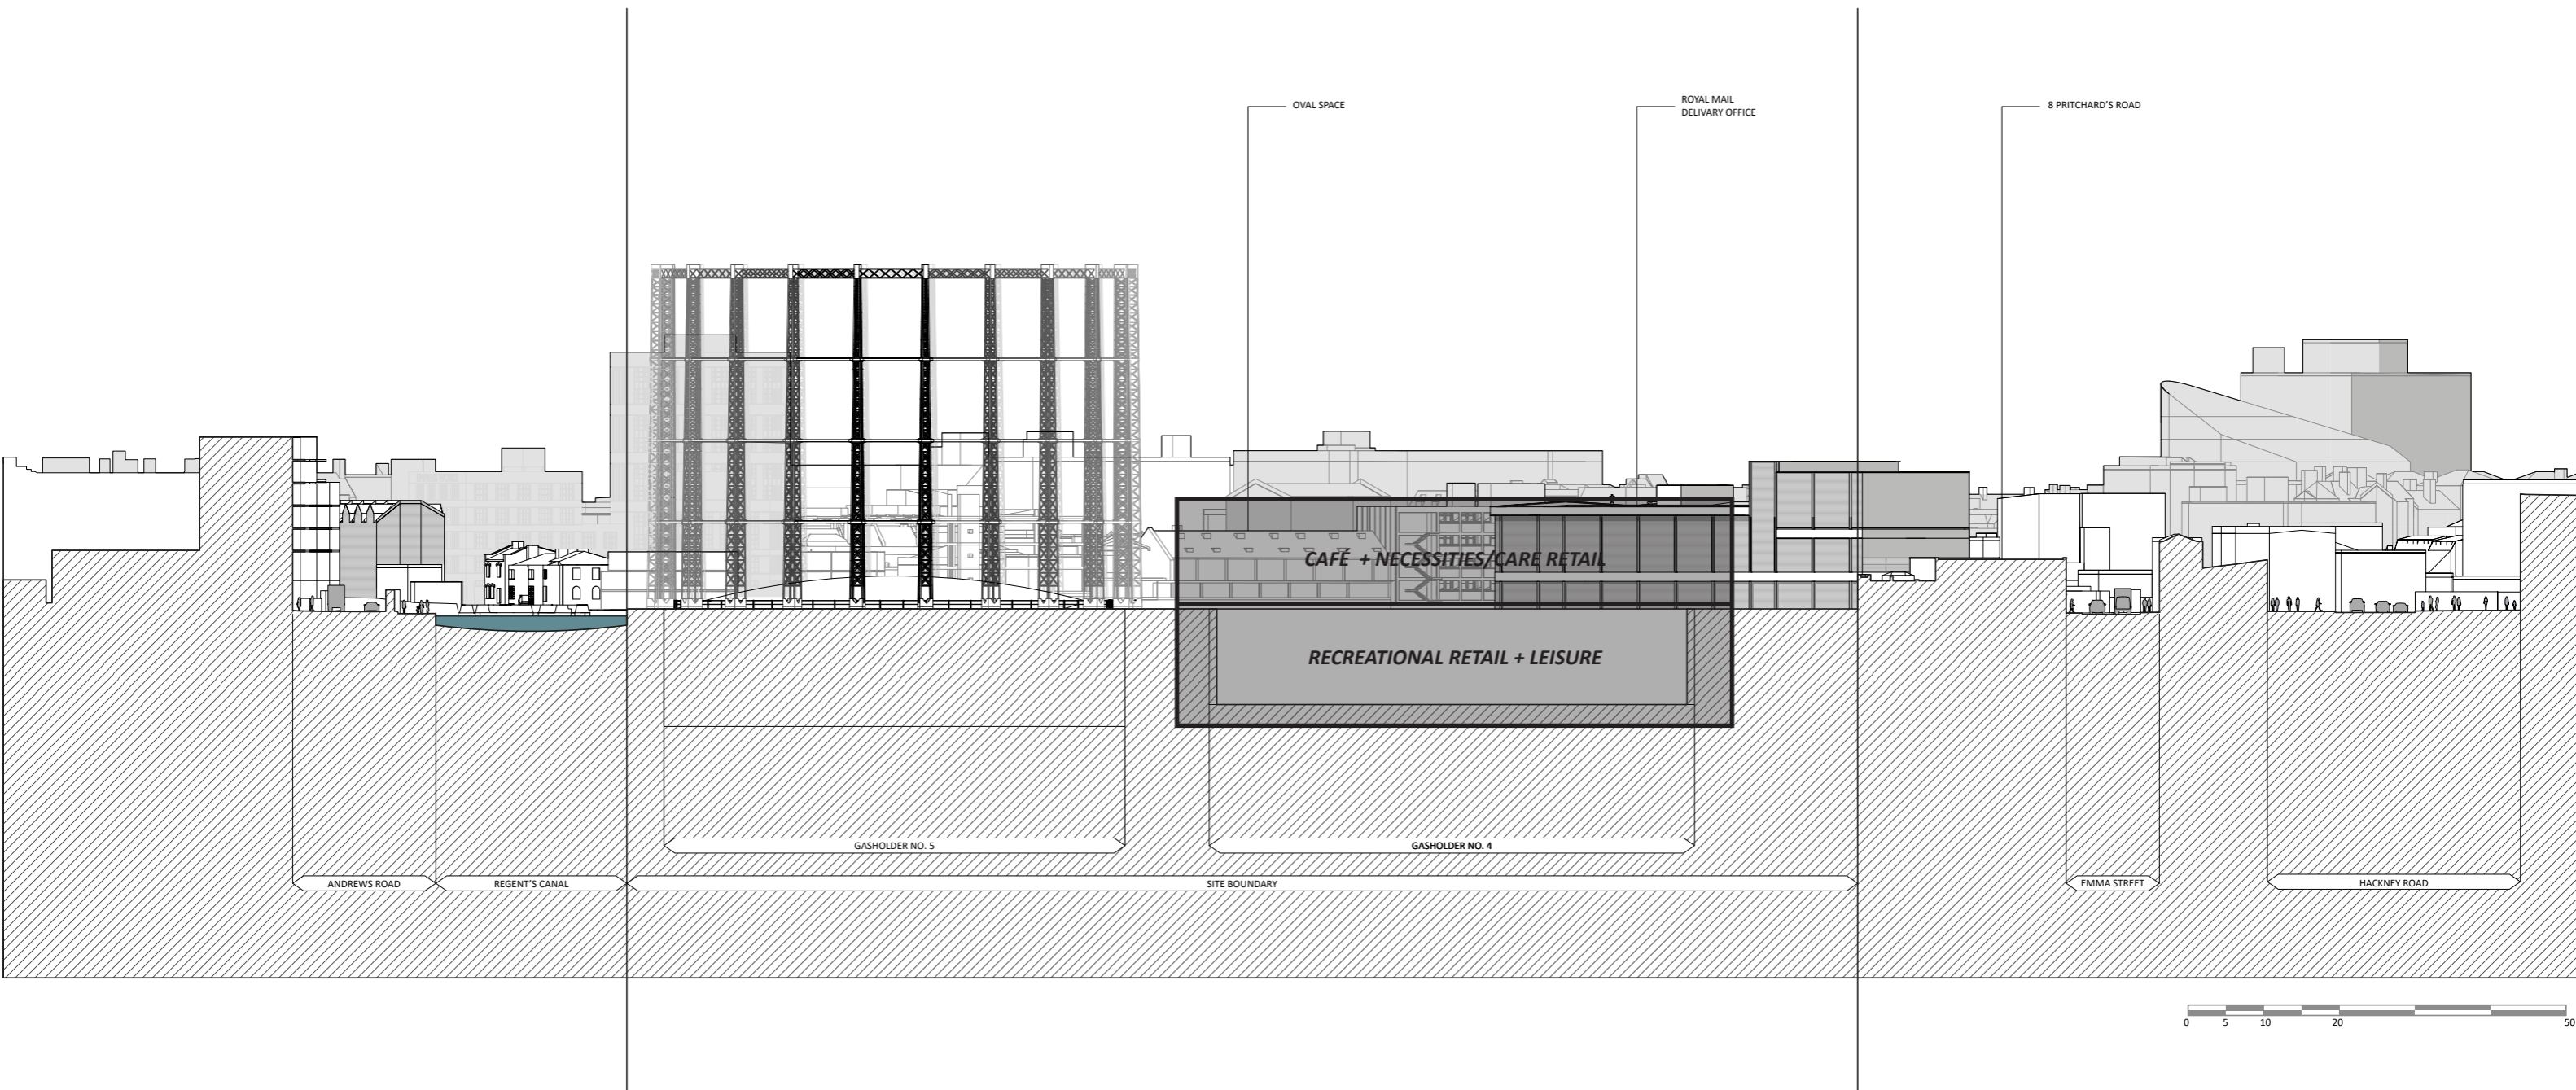 OVAL SPACE
ROYAL MAIL
DELIVARY OFFICE
8 PRITCHARD'S ROAD
CAFÉ + NECESSITIES/CARE RETAIL
RECREATIONAL RETAIL + LEISURE
GASHOLDER NO. 5
GASHOLDER NO. 4
ANDREWS ROAD
REGENT'S CANAL
SITE BOUNDARY
EMMA STREET
HACKNEY ROAD
0 5 10 20 50